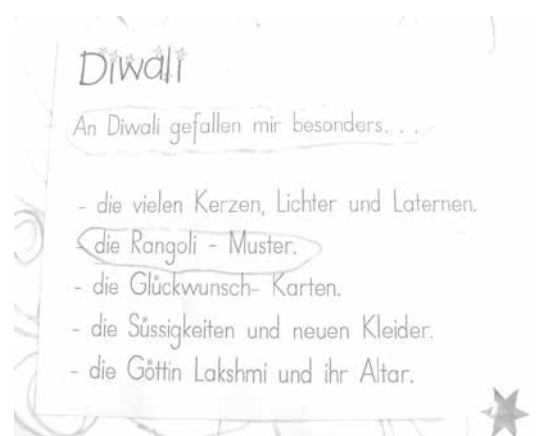 Diwali
An Diwali gefallen mir besonders. . .
- die vielen Kerzen, Lichter und Laternen.
- die Rangoli - Muster.
- die Glückwunsch- Karten.
- die Süssigkeiten und neuen Kleider.
- die Göttin Lakshmi und ihr Altar.